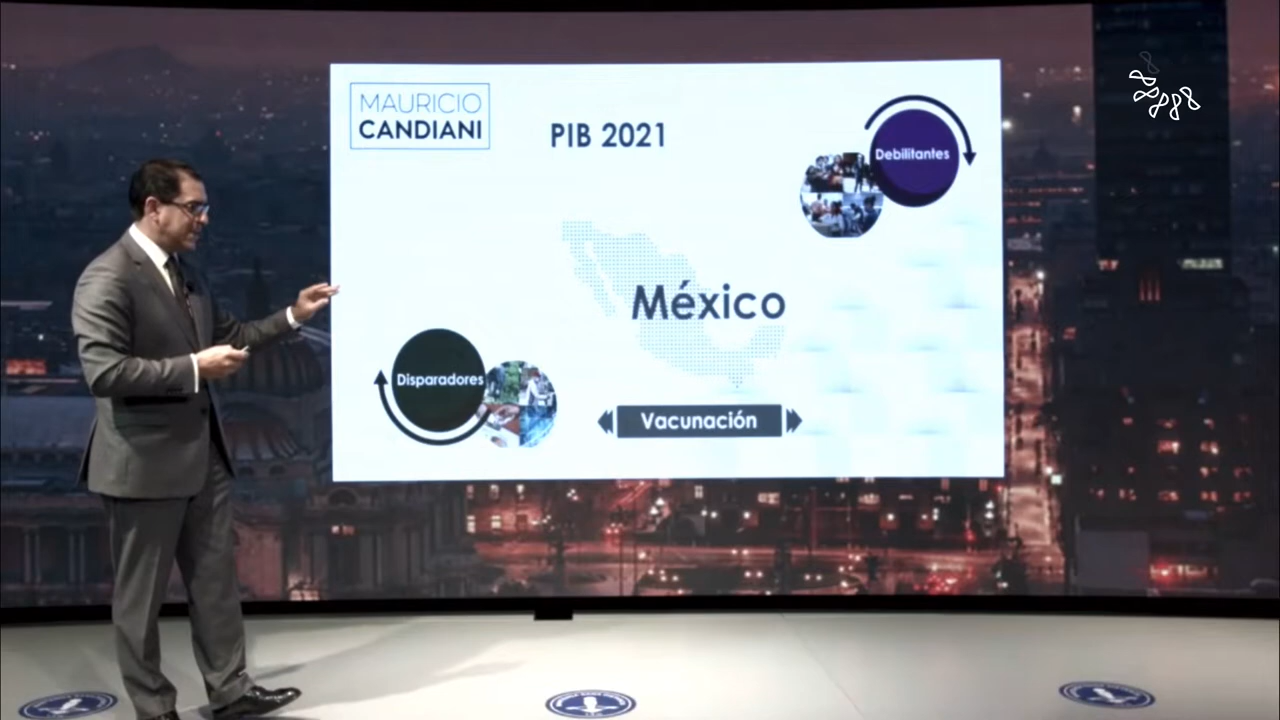 MAURICIO
CANDIANI
PIB 2021
Debilitantes
México
Disparadores
Vacunación